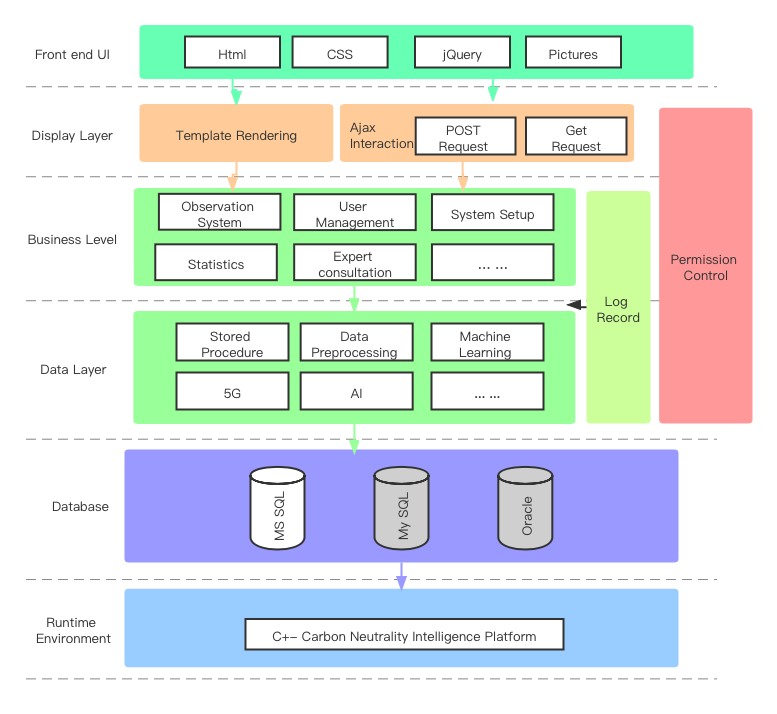 Front end UI
Html
CSS
jQuery
Pictures
Display Layer
Template Rendering
Ajax
Interaction
POST
Request
Get
Request
Business Level
Observation
System
User
Management
System Setup
Statistics
Expert
consultation
... ...
Permission
Control
Log
Record
Data Layer
Stored
Procedure
Data
Preprocessing
Machine
Learning
5G
AI
... ...
Database
MS SQL
My SQL
Oracle
Runtime
Environment
C+– Carbon Neutrality Intelligence Platform